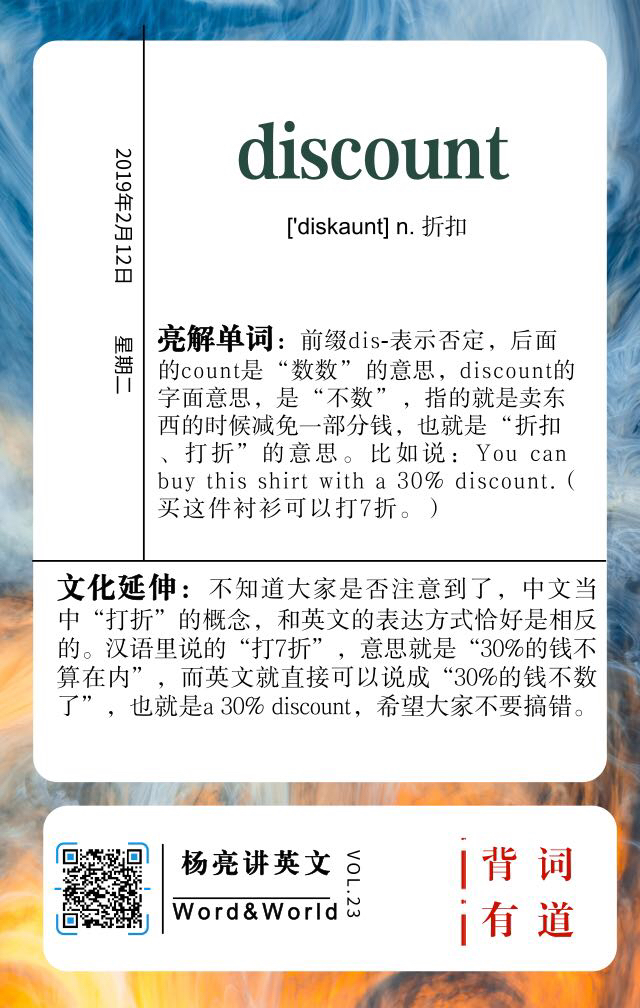 discount
['diskaunt] n. 折扣
2019年2月12日 星期二
亮解单词：前缀dis-表示否定，后面
的count是“数数”的意思，discount的
字面意思，是“不数”，指的就是卖东
西的时候减免一部分钱，也就是“折扣
、打折”的意思。比如说：You can
buy this shirt with a 30% discount.（
买这件衬衫可以打7折。）
文化延伸：不知道大家是否注意到了，中文当
中“打折”的概念，和英文的表达方式恰好是相反
的。汉语里说的“打7折”，意思就是“30%的钱不
算在内”，而英文就直接可以说成“30%的钱不数
了”，也就是a 30% discount，希望大家不要搞错。
杨亮讲英文
Word&World
VOL.23
背词
有道